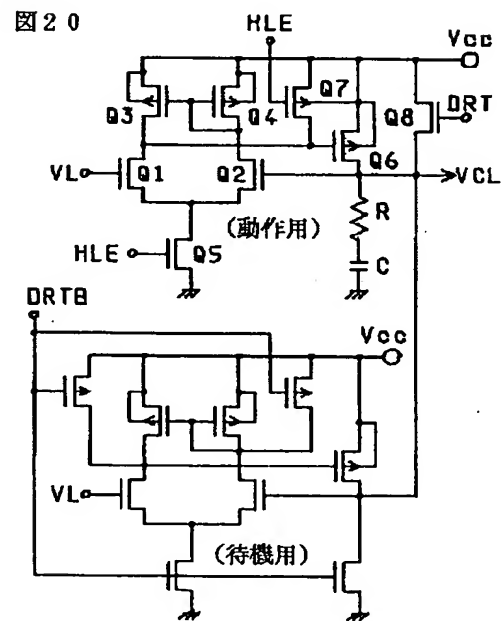 図20
HLE
Vcc
Q3
Q4
Q7
Q8
DRT
Q6
VL
Q1
Q2
VCL
R
(動作用)
HLE
Q5
C
DRTB
Vcc
VL
(待機用)